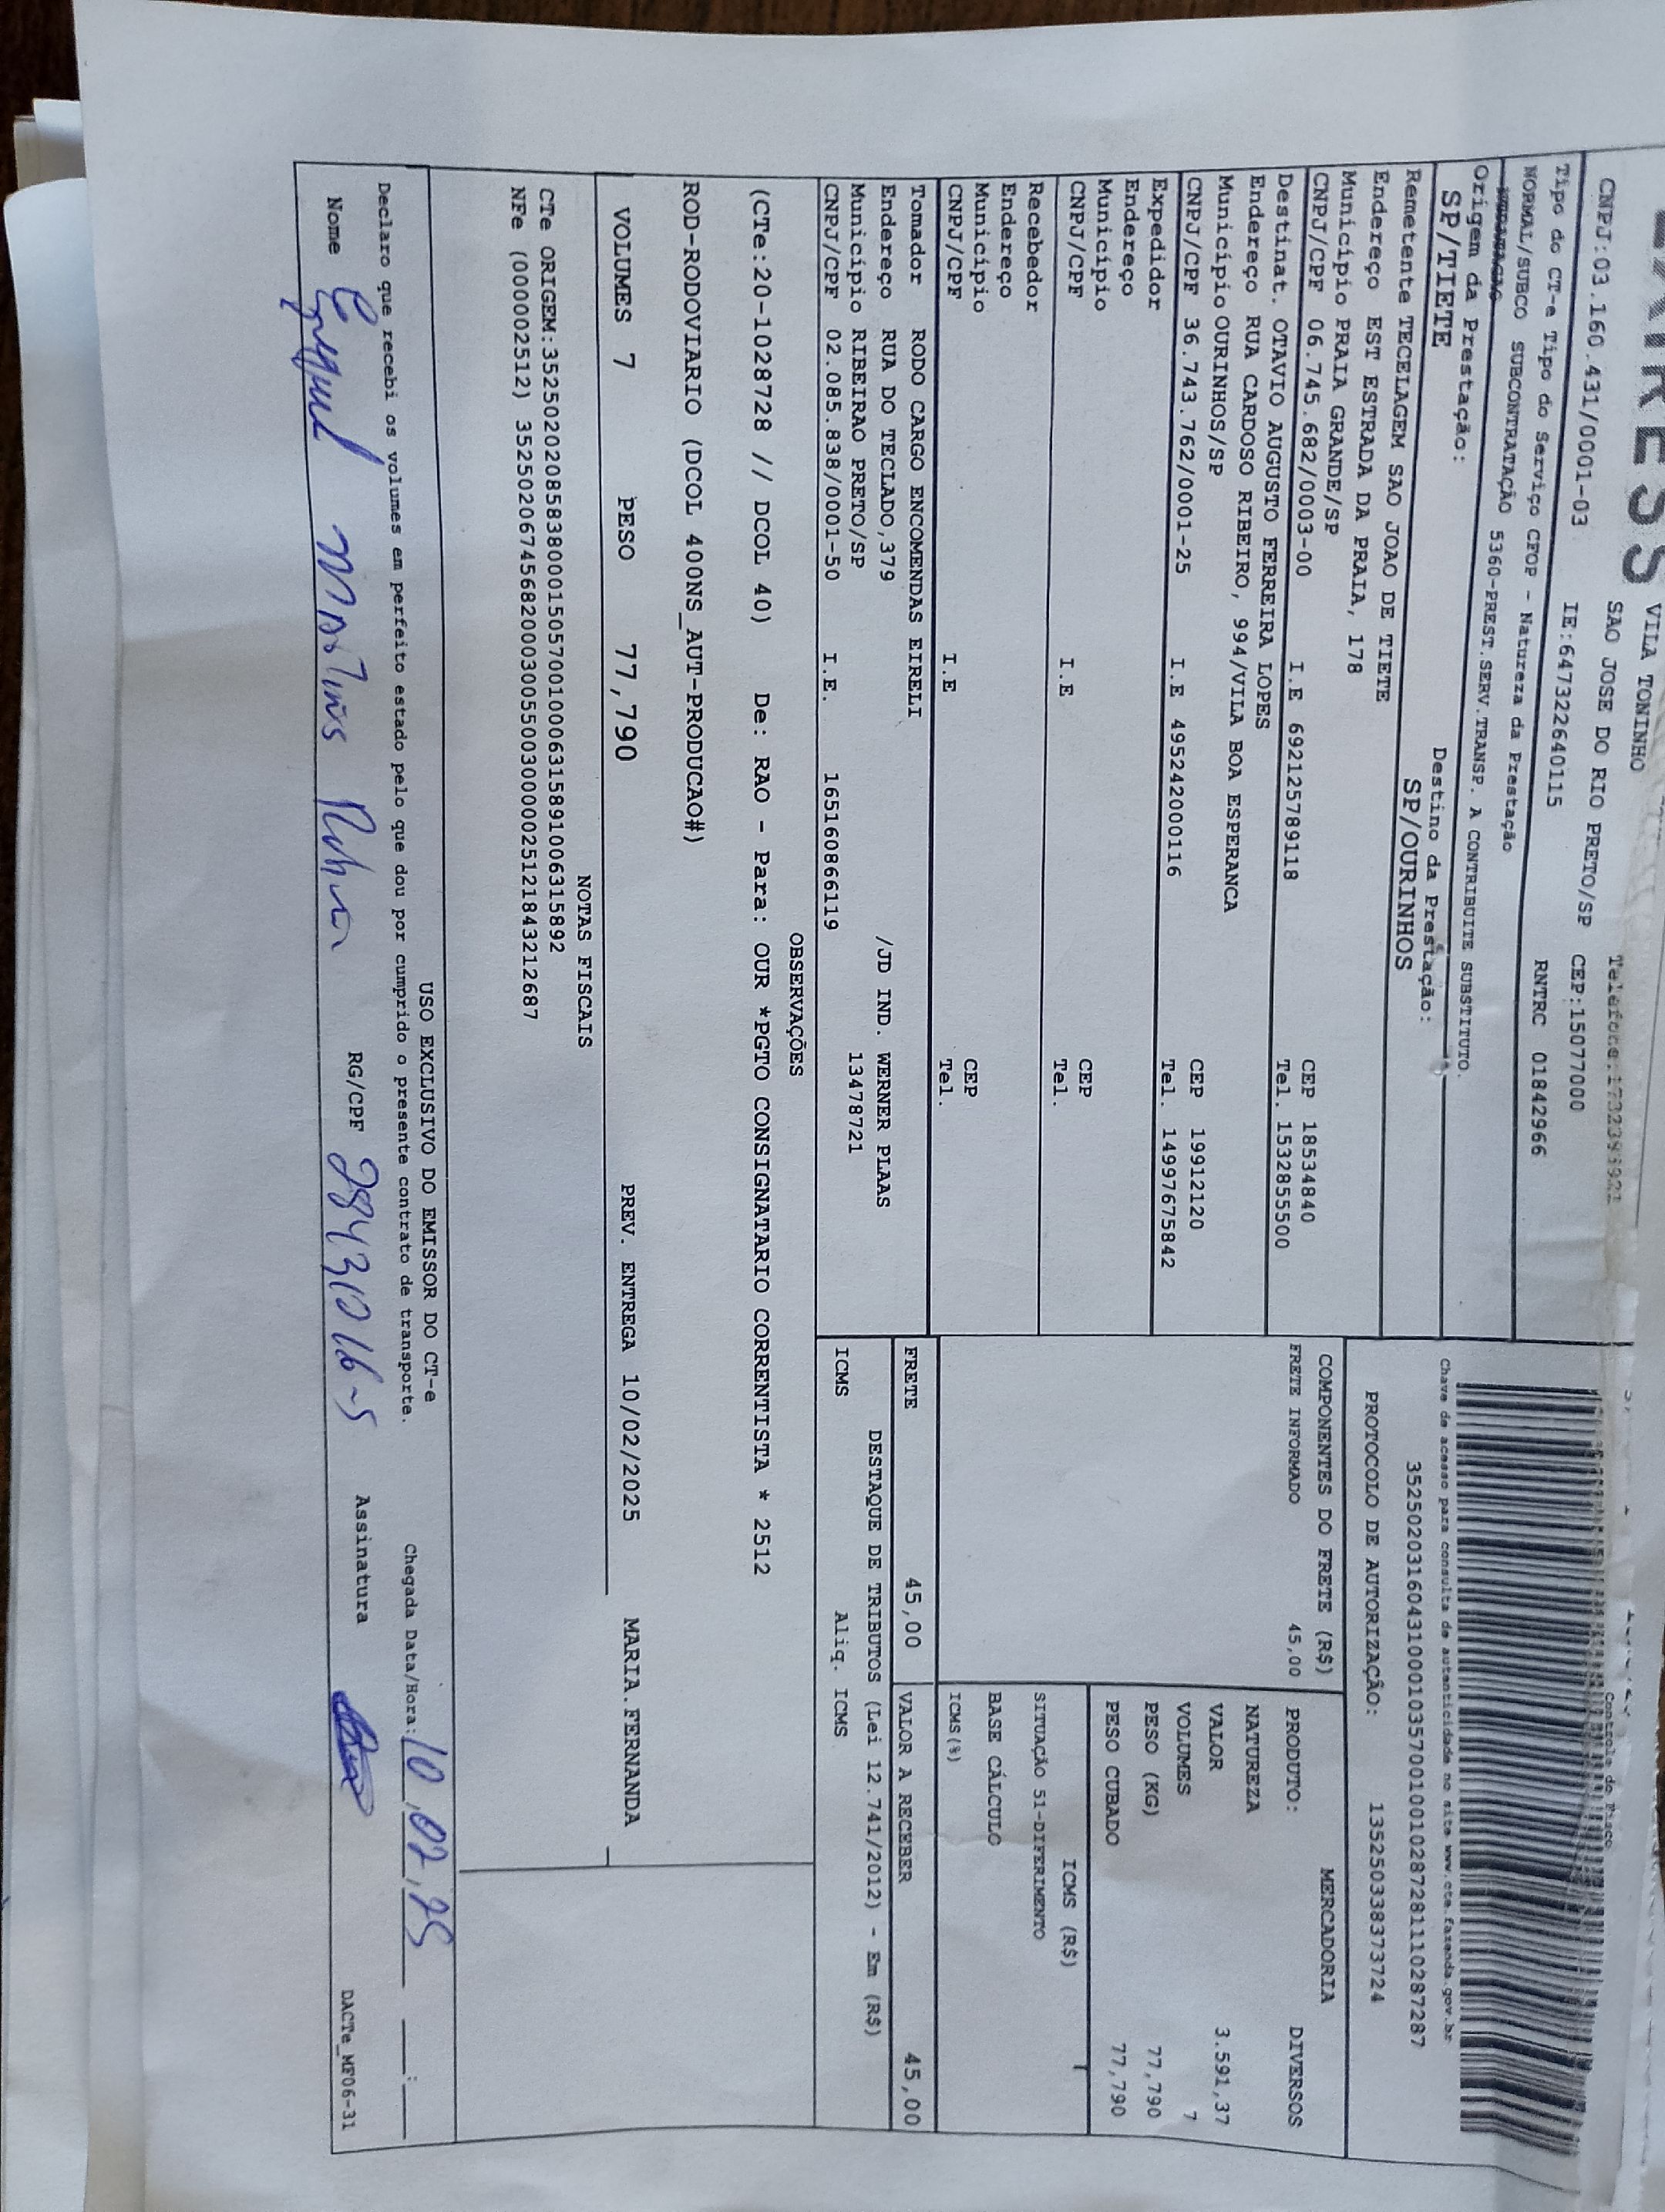 VILA TONINHO
SAO JOSE DO RIO PRETO/SP
CNPJ:03.160.431/0001-03 IE:647322640115 CEP:15077000
Tipo do CT-e Tipo do Serviço CFOP - Natureza da Prestação RNTRC 01842966
NORMAL/SUBCO SUBCONTRATAÇÃO 5360-PREST.SERV.TRANSP. A CONTRIBUITE SUBSTITUTO.
Origem da Prestação: Destino da Prestação:
SP/TIETE SP/OURINHOS
Controle do Fisco
Chave de acesso para consulta de autenticidade no site www.cte.fazenda.gov.br
35250203160431000103570010010287281110287287
PROTOCOLO DE AUTORIZAÇÃO: 135250338373724
Remetente TECELAGEM SAO JOAO DE TIETE
Endereço EST ESTRADA DA PRAIA, 178
Município PRAIA GRANDE/SP CEP 18534840
CNPJ/CPF 06.745.682/0003-00 I.E 692125789118 Tel. 1532855500
Destinat. OTAVIO AUGUSTO FERREIRA LOPES
Endereço RUA CARDOSO RIBEIRO, 994/VILA BOA ESPERANCA
Município OURINHOS/SP CEP 19912120
CNPJ/CPF 36.743.762/0001-25 I.E 495242000116 Tel. 14997675842
Expedidor
Endereço
Município CEP
CNPJ/CPF I.E Tel.
Recebedor
Endereço
Município CEP
CNPJ/CPF I.E Tel.
Tomador RODO CARGO ENCOMENDAS EIRELI
Endereço RUA DO TECLADO,379 /JD IND. WERNER PLAAS
Município RIBEIRAO PRETO/SP 13478721
CNPJ/CPF 02.085.838/0001-50 I.E. 165160866119
COMPONENTES DO FRETE (R$)
FRETE INFORMADO 45,00
MERCADORIA
PRODUTO: DIVERSOS
NATUREZA
VALOR 3.591,37
VOLUMES 7
PESO (KG) 77,790
PESO CUBADO 77,790
ICMS (R$)
SITUAÇÃO 51-DIFERIMENTO
BASE CÁLCULO
ICMS(%)
FRETE 45,00 VALOR A RECEBER 45,00
DESTAQUE DE TRIBUTOS (Lei 12.741/2012) - Em (R$)
ICMS Aliq. ICMS
OBSERVAÇÕES
(CTe:20-1028728 // DCOL 40) De: RAO - Para: OUR *PGTO CONSIGNATARIO CORRENTISTA * 2512
ROD-RODOVIARIO (DCOL 400NS_AUT-PRODUCAO#)
VOLUMES 7 PESO 77,790 PREV. ENTREGA 10/02/2025 MARIA.FERNANDA
NOTAS FISCAIS
CTe ORIGEM:35250202085838000150570010006315891006315892
NFe (000002512) 35250206745682000300550030000025121843212687
USO EXCLUSIVO DO EMISSOR DO CT-e
Declaro que recebi os volumes em perfeito estado pelo que dou por cumprido o presente contrato de transporte. Chegada Data/Hora: 10,02,25 __:__
Nome Martins RG/CPF 28431016-5 Assinatura DACTe_MF06-31